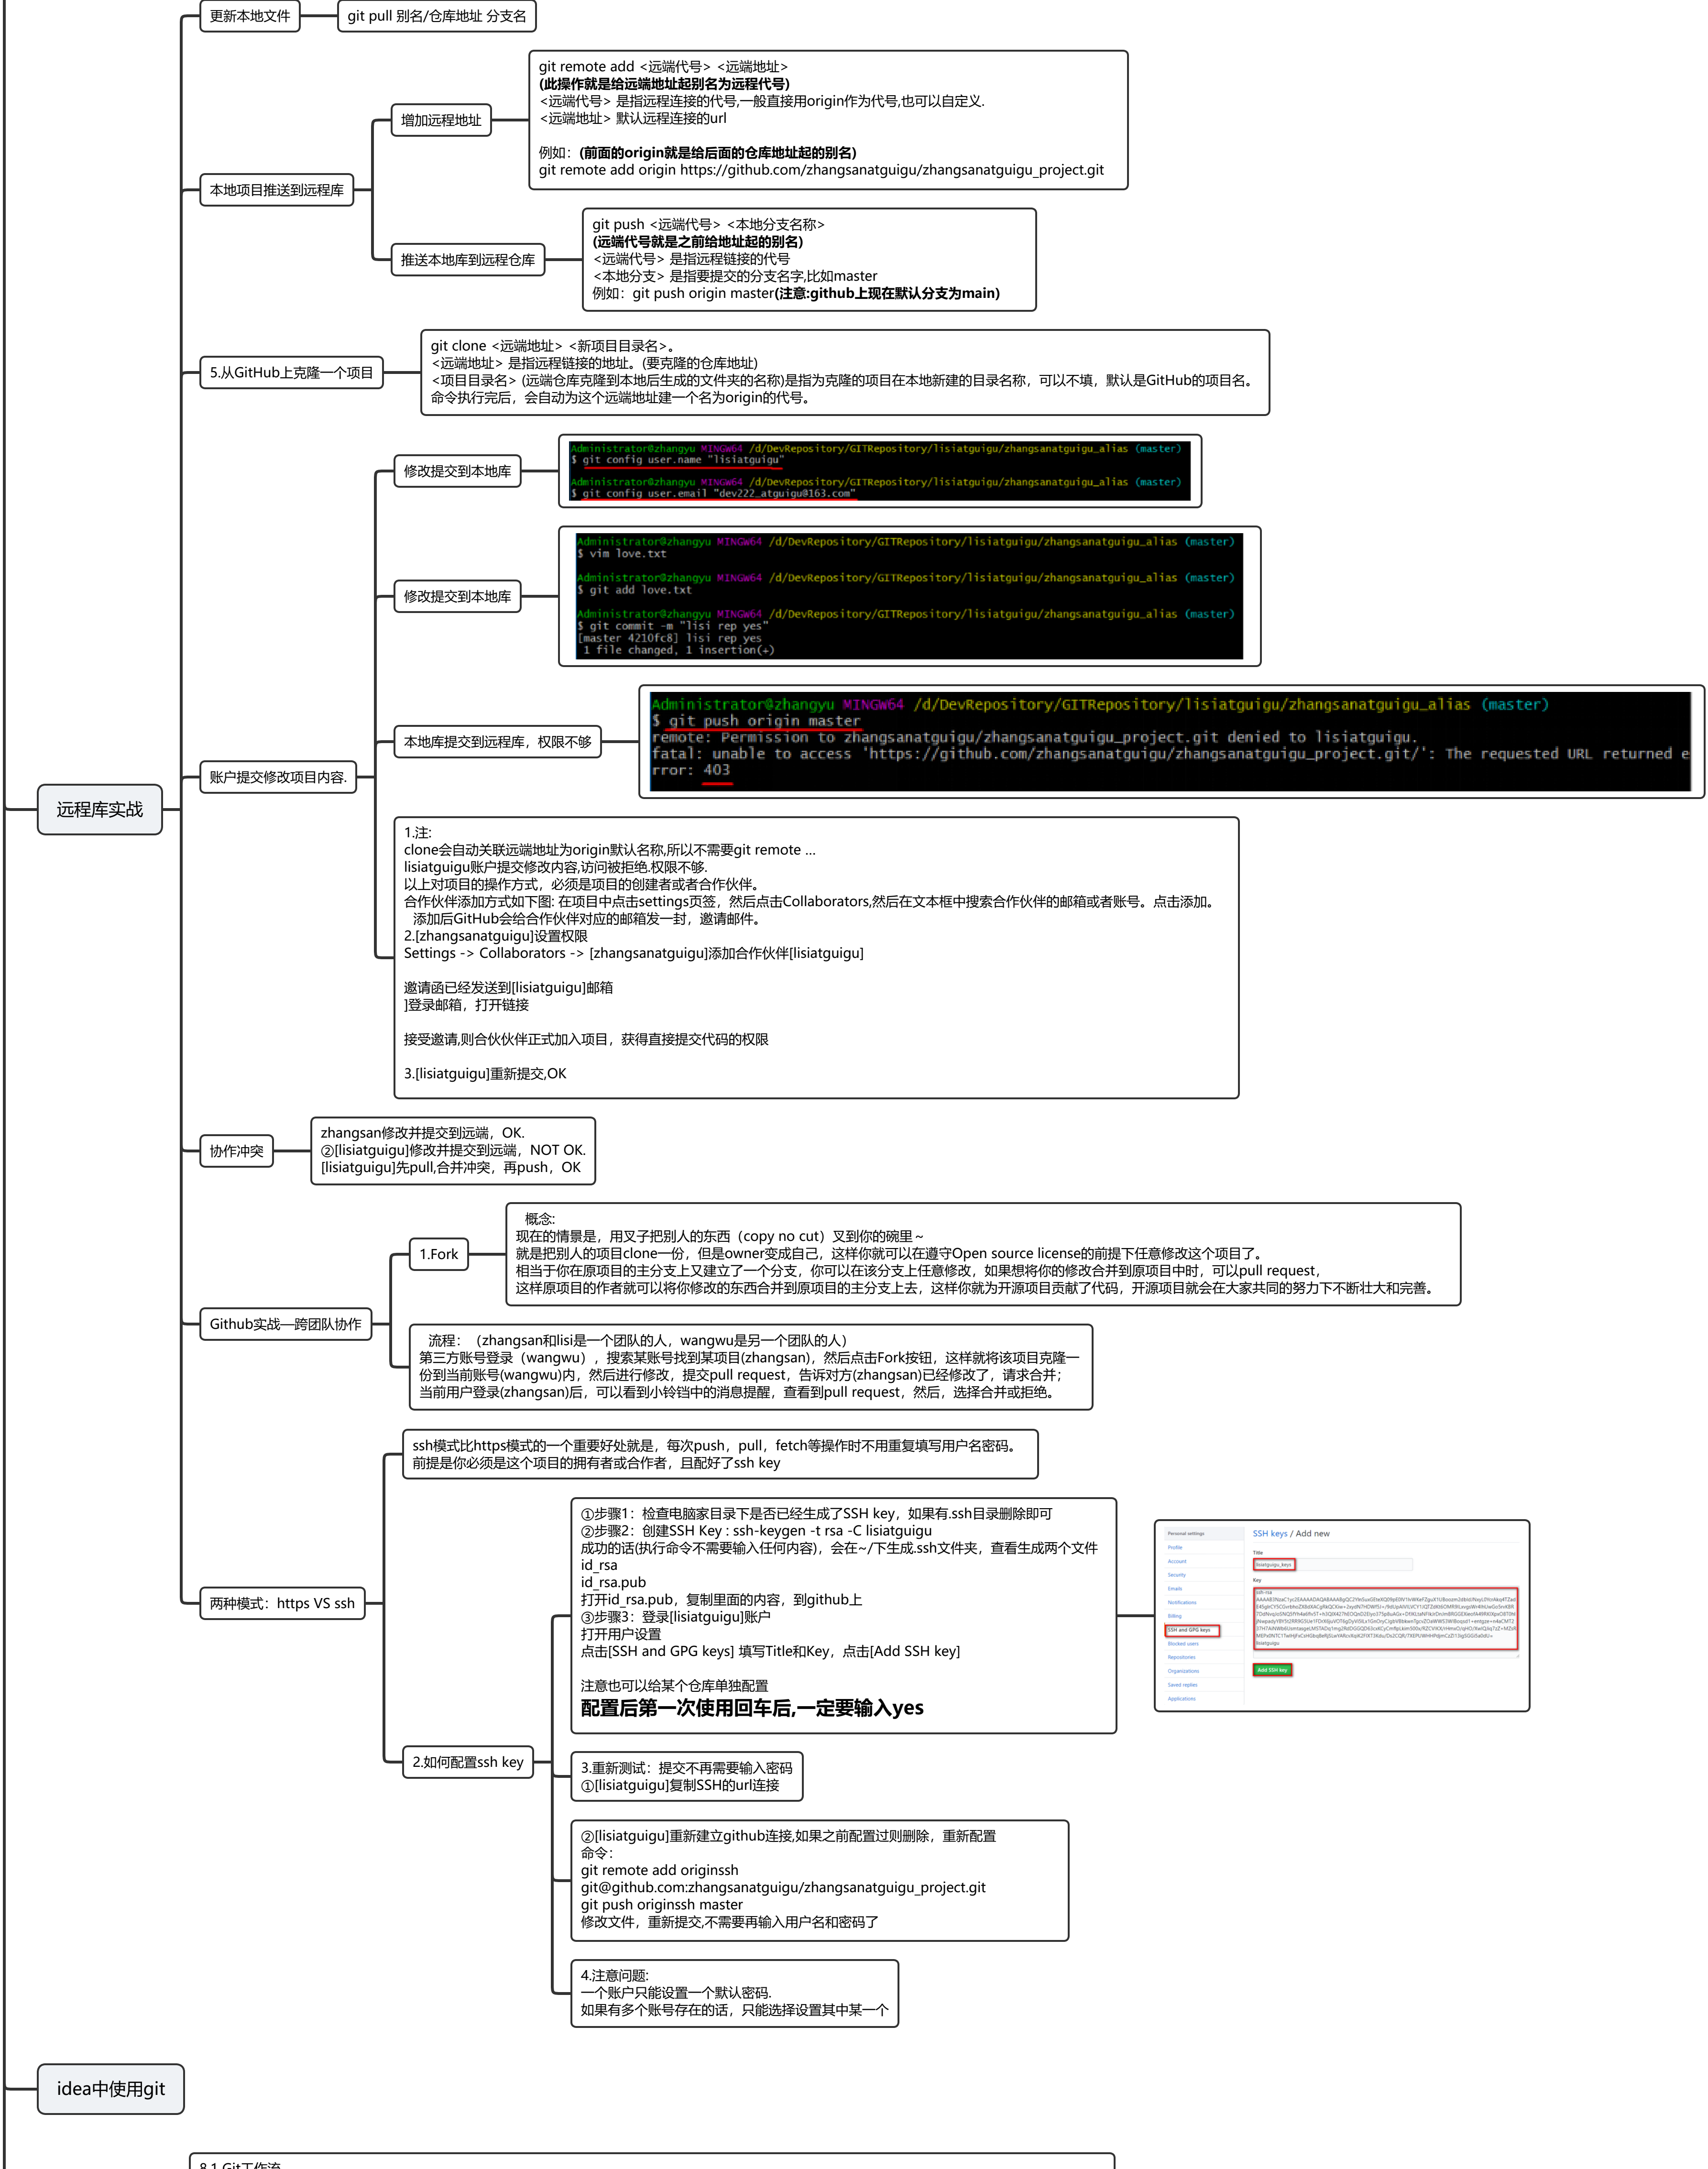 更新本地文件
git pull 别名/仓库地址 分支名
本地项目推送到远程库
增加远程地址
git remote add <远端代号> <远端地址>
(此操作就是给远端地址起别名为远程代号)
<远端代号> 是指远程连接的代号,一般直接用origin作为代号,也可以自定义.
<远端地址> 默认远程连接的url
例如：(前面的origin就是给后面的仓库地址起的别名)
git remote add origin https://github.com/zhangsanatguigu/zhangsanatguigu_project.git
推送本地库到远程仓库
git push <远端代号> <本地分支名称>
(远端代号就是之前给地址起的别名)
<远端代号> 是指远程链接的代号
<本地分支> 是指要提交的分支名字,比如master
例如：git push origin master(注意:github上现在默认分支为main)
5.从GitHub上克隆一个项目
git clone <远端地址> <新项目目录名>。
<远端地址> 是指远程链接的地址。(要克隆的仓库地址)
<项目目录名> (远端仓库克隆到本地后生成的文件夹的名称)是指为克隆的项目在本地新建的目录名称，可以不填，默认是GitHub的项目名。
命令执行完后，会自动为这个远端地址建一个名为origin的代号。
远程库实战
账户提交修改项目内容.
修改提交到本地库
Administrator@zhangyu MINGW64 /d/DevRepository/GITRepository/lisiatguigu/zhangsanatguigu_alias (master)
$ git config user.name "lisiatguigu"
Administrator@zhangyu MINGW64 /d/DevRepository/GITRepository/lisiatguigu/zhangsanatguigu_alias (master)
$ git config user.email "dev222_atguigu@163.com"
修改提交到本地库
Administrator@zhangyu MINGW64 /d/DevRepository/GITRepository/lisiatguigu/zhangsanatguigu_alias (master)
$ vim love.txt
Administrator@zhangyu MINGW64 /d/DevRepository/GITRepository/lisiatguigu/zhangsanatguigu_alias (master)
$ git add love.txt
Administrator@zhangyu MINGW64 /d/DevRepository/GITRepository/lisiatguigu/zhangsanatguigu_alias (master)
$ git commit -m "lisi rep yes"
[master 4210fc8] lisi rep yes
1 file changed, 1 insertion(+)
本地库提交到远程库，权限不够
Administrator@zhangyu MINGW64 /d/DevRepository/GITRepository/lisiatguigu/zhangsanatguigu_alias (master)
$ git push origin master
remote: Permission to zhangsanatguigu/zhangsanatguigu_project.git denied to lisiatguigu.
fatal: unable to access 'https://github.com/zhangsanatguigu/zhangsanatguigu_project.git/': The requested URL returned e
rror: 403
1.注:
clone会自动关联远端地址为origin默认名称,所以不需要git remote ...
lisiatguigu账户提交修改内容,访问被拒绝.权限不够.
以上对项目的操作方式，必须是项目的创建者或者合作伙伴。
合作伙伴添加方式如下图: 在项目中点击settings页签，然后点击Collaborators,然后在文本框中搜索合作伙伴的邮箱或者账号。点击添加。
添加后GitHub会给合作伙伴对应的邮箱发一封，邀请邮件。
2.[zhangsanatguigu]设置权限
Settings -> Collaborators -> [zhangsanatguigu]添加合作伙伴[lisiatguigu]
邀请函已经发送到[lisiatguigu]邮箱
]登录邮箱，打开链接
接受邀请,则合伙伙伴正式加入项目，获得直接提交代码的权限
3.[lisiatguigu]重新提交,OK
协作冲突
zhangsan修改并提交到远端，OK.
②[lisiatguigu]修改并提交到远端，NOT OK.
[lisiatguigu]先pull,合并冲突，再push，OK
Github实战—跨团队协作
1.Fork
概念:
现在的情景是，用叉子把别人的东西（copy no cut）叉到你的碗里～
就是把别人的项目clone一份，但是owner变成自己，这样你就可以在遵守Open source license的前提下任意修改这个项目了。
相当于你在原项目的主分支上又建立了一个分支，你可以在该分支上任意修改，如果想将你的修改合并到原项目中时，可以pull request，
这样原项目的作者就可以将你修改的东西合并到原项目的主分支上去，这样你就为开源项目贡献了代码，开源项目就会在大家共同的努力下不断壮大和完善。
流程：（zhangsan和lisi是一个团队的人，wangwu是另一个团队的人）
第三方账号登录（wangwu），搜索某账号找到某项目(zhangsan)，然后点击Fork按钮，这样就将该项目克隆一
份到当前账号(wangwu)内，然后进行修改，提交pull request，告诉对方(zhangsan)已经修改了，请求合并；
当前用户登录(zhangsan)后，可以看到小铃铛中的消息提醒，查看到pull request，然后，选择合并或拒绝。
两种模式：https VS ssh
ssh模式比https模式的一个重要好处就是，每次push，pull，fetch等操作时不用重复填写用户名密码。
前提是你必须是这个项目的拥有者或合作者，且配好了ssh key
2.如何配置ssh key
①步骤1：检查电脑家目录下是否已经生成了SSH key，如果有.ssh目录删除即可
②步骤2：创建SSH Key : ssh-keygen -t rsa -C lisiatguigu
成功的话(执行命令不需要输入任何内容)，会在~/下生成.ssh文件夹，查看生成两个文件
id_rsa
id_rsa.pub
打开id_rsa.pub，复制里面的内容，到github上
③步骤3：登录[lisiatguigu]账户
打开用户设置
点击[SSH and GPG keys] 填写Title和Key，点击[Add SSH key]
注意也可以给某个仓库单独配置
配置后第一次使用回车后,一定要输入yes
Personal settings
Profile
Account
Security
Emails
Notifications
Billing
SSH and GPG keys
Blocked users
Repositories
Organizations
Saved replies
Applications
SSH keys / Add new
Title
lisiatguigu_keys
Key
ssh-rsa
lisiatguigu
Add SSH key
3.重新测试：提交不再需要输入密码
①[lisiatguigu]复制SSH的url连接
②[lisiatguigu]重新建立github连接,如果之前配置过则删除，重新配置
命令：
git remote add originssh
git@github.com:zhangsanatguigu/zhangsanatguigu_project.git
git push originssh master
修改文件，重新提交,不需要再输入用户名和密码了
4.注意问题:
一个账户只能设置一个默认密码.
如果有多个账号存在的话，只能选择设置其中某一个
idea中使用git
8.1 Git工作流